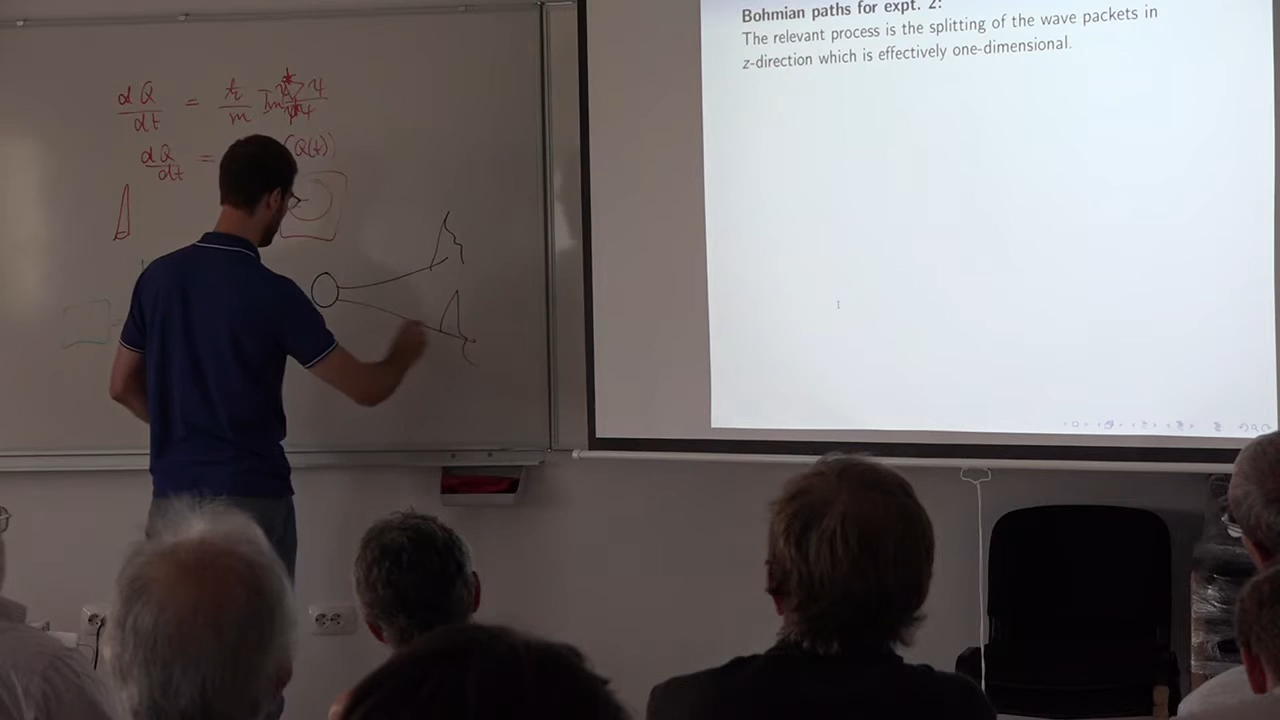 dQ/dt = ħ/m Im ψ*∇ψ/ψ*ψ
dQ/dt = (Q(t))
Bohmian paths for expt. 2:
The relevant process is the splitting of the wave packets in
z-direction which is effectively one-dimensional.